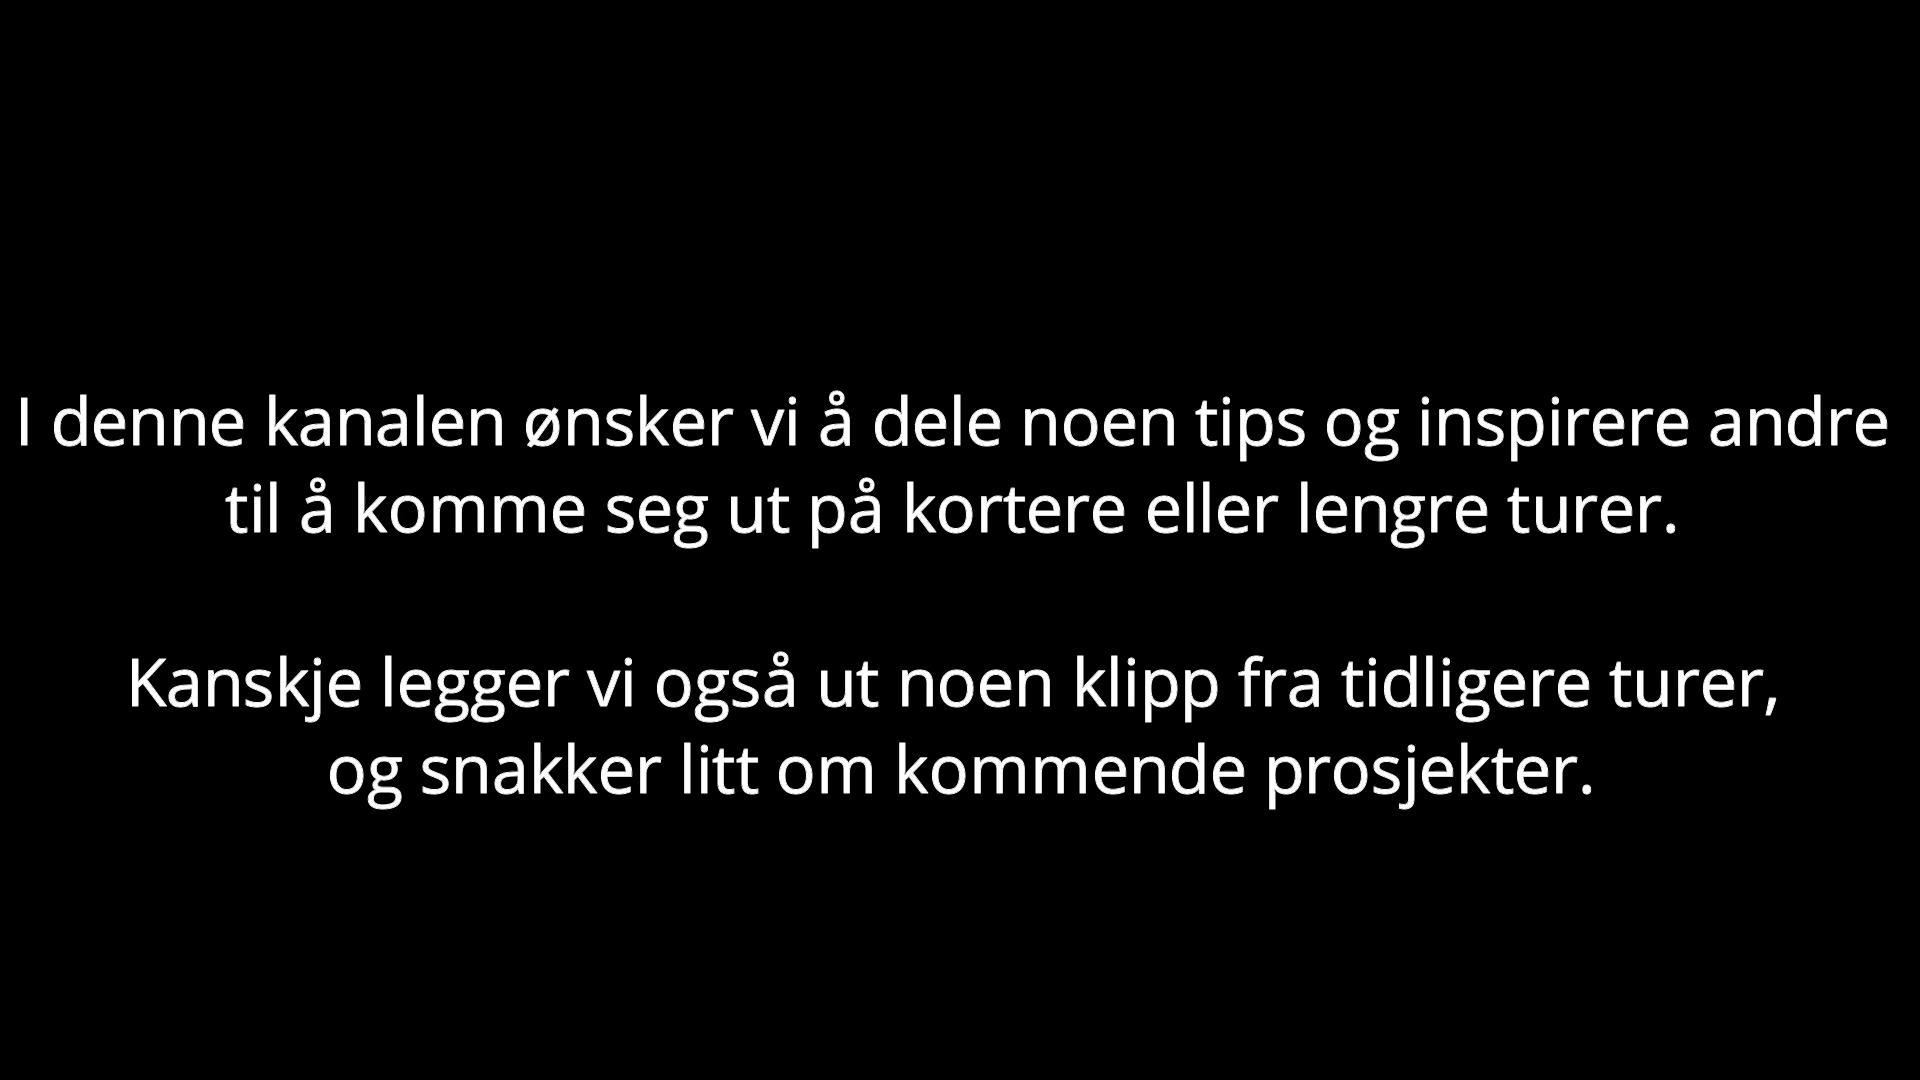 I denne kanalen ønsker vi å dele noen tips og inspirere andre
til å komme seg ut på kortere eller lengre turer.
Kanskje legger vi også ut noen klipp fra tidligere turer,
og snakker litt om kommende prosjekter.